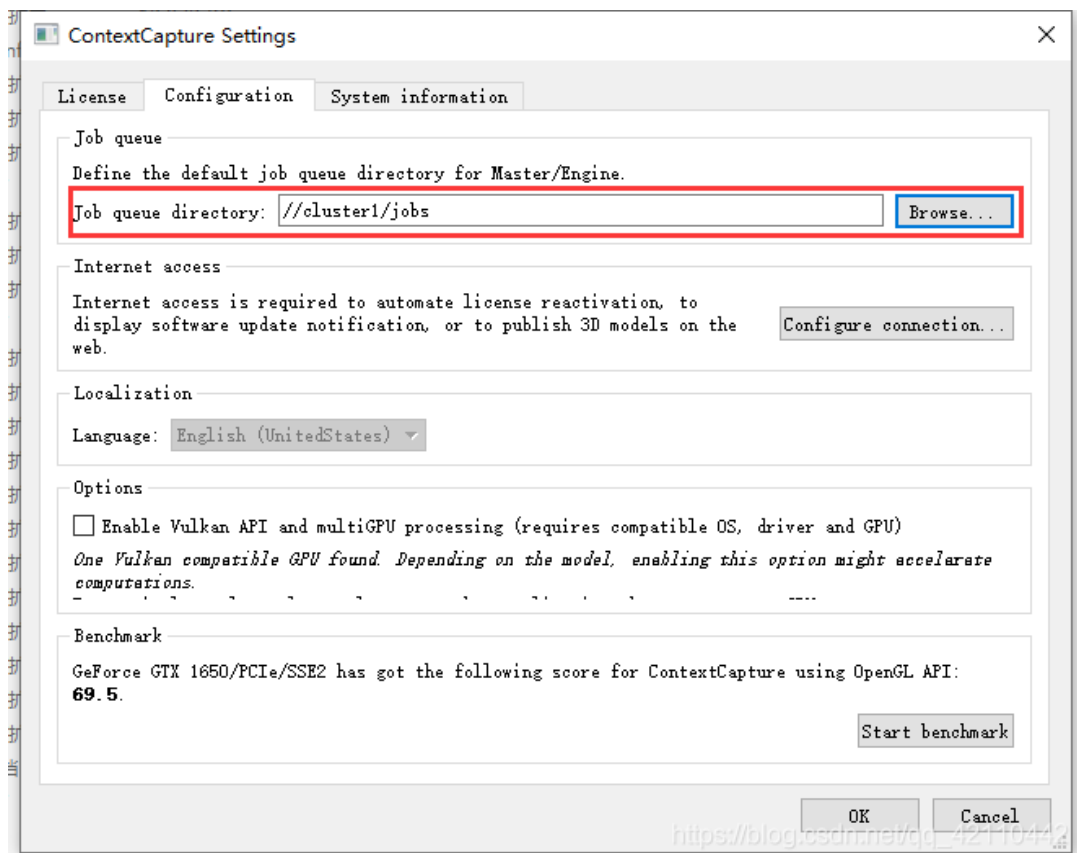 ContextCapture Settings
License
Configuration
System information
Job queue
Define the default job queue directory for Master/Engine.
Job queue directory: //cluster1/jobs Browse...
Internet access
Internet access is required to automate license reactivation, to
display software update notification, or to publish 3D models on the
web.
Configure connection...
Localization
Language: English (UnitedStates)
Options
Enable Vulkan API and multiGPU processing (requires compatible OS, driver and GPU)
One Vulkan compatible GPU found. Depending on the model, enabling this option might accelerate
computations.
Benchmark
GeForce GTX 1650/PCIe/SSE2 has got the following score for ContextCapture using OpenGL API:
69.5.
Start benchmark
OK
Cancel
https://blog.csdn.net/qq_42110442